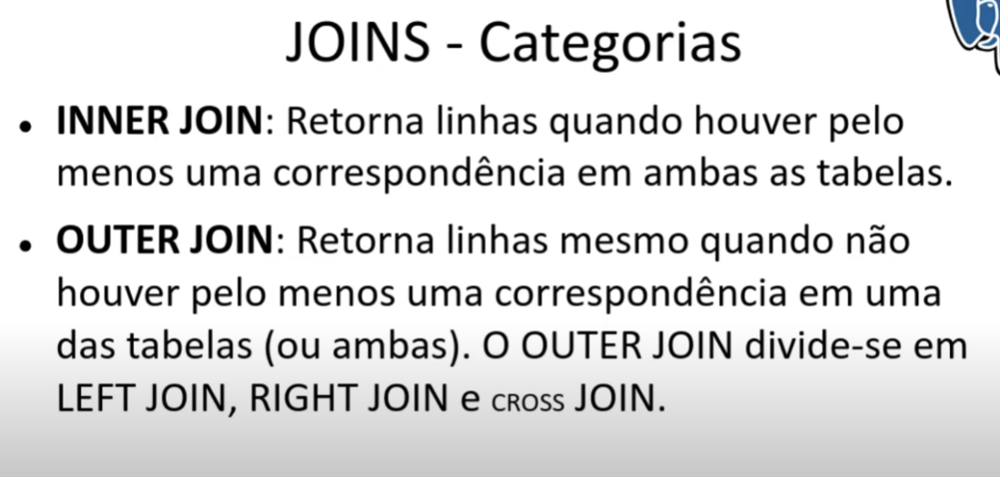 JOINS - Categorias
• INNER JOIN: Retorna linhas quando houver pelo
menos uma correspondência em ambas as tabelas.
• OUTER JOIN: Retorna linhas mesmo quando não
houver pelo menos uma correspondência em uma
das tabelas (ou ambas). O OUTER JOIN divide-se em
LEFT JOIN, RIGHT JOIN e CROSS JOIN.